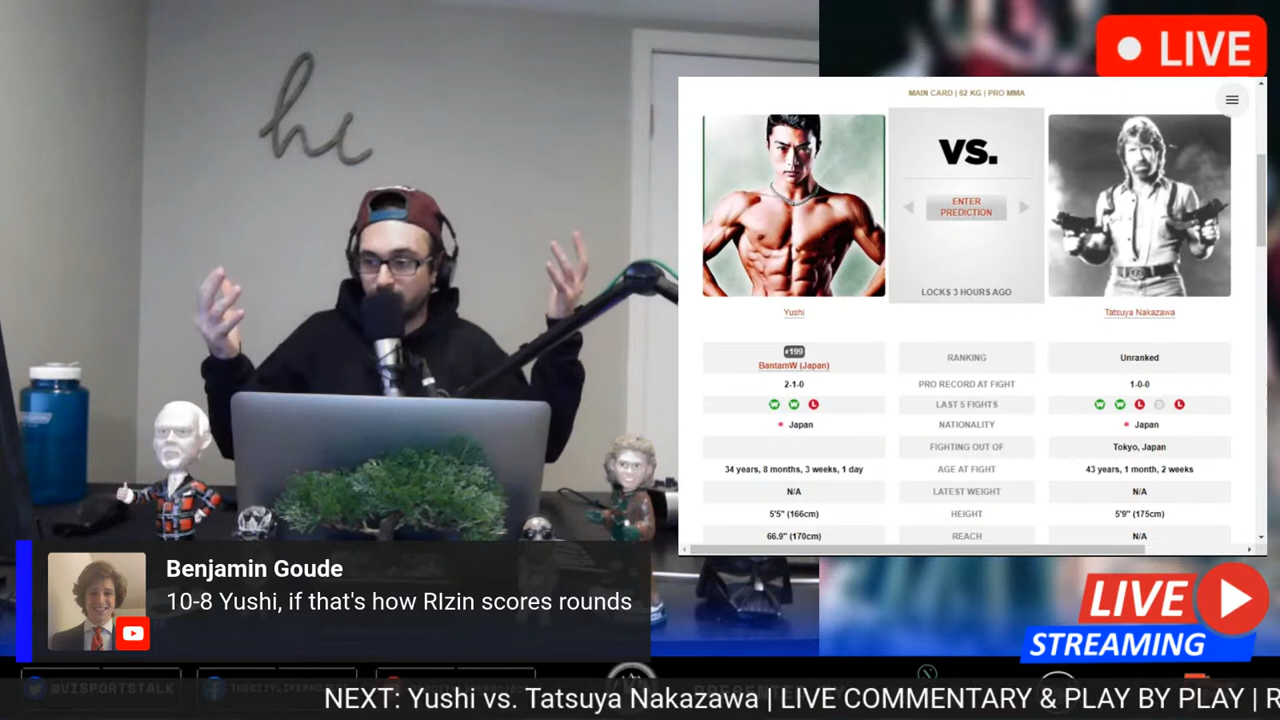 hi
LIVE
MAIN CARD | 62 KG | PRO MMA
VS.
ENTER
PREDICTION
LOCKS 3 HOURS AGO
Yushi
Tatsuya Nakazawa
#199
BantamW (Japan)
RANKING
Unranked
2-1-0
PRO RECORD AT FIGHT
1-0-0
W W L
LAST 5 FIGHTS
W W L D L
Japan
NATIONALITY
Japan
FIGHTING OUT OF
Tokyo, Japan
34 years, 8 months, 3 weeks, 1 day
AGE AT FIGHT
43 years, 1 month, 2 weeks
N/A
LATEST WEIGHT
N/A
5'5" (166cm)
HEIGHT
5'9" (175cm)
66.9" (170cm)
REACH
N/A
Benjamin Goude
10-8 Yushi, if that's how RIzin scores rounds
LIVE
STREAMING
@VISPORTSTALK
NEXT: Yushi vs. Tatsuya Nakazawa | LIVE COMMENTARY & PLAY BY PLAY | R